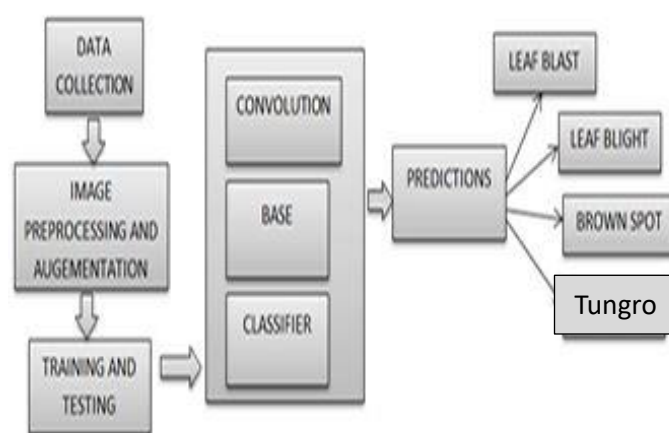 DATA
COLLECTION
IMAGE
PREPROCESSING AND
AUGEMENTATION
TRAINING AND
TESTING
CONVOLUTION
BASE
CLASSIFIER
PREDICTIONS
LEAF BLAST
LEAF BLIGHT
BROWN SPOT
Tungro